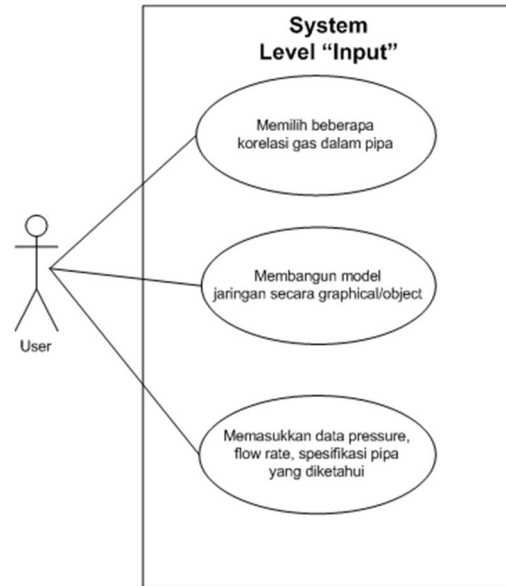 System
Level “Input”
Memilih beberapa
korelasi gas dalam pipa
Membangun model
jaringan secara graphical/object
User
Memasukkan data pressure,
flow rate, spesifikasi pipa
yang diketahui